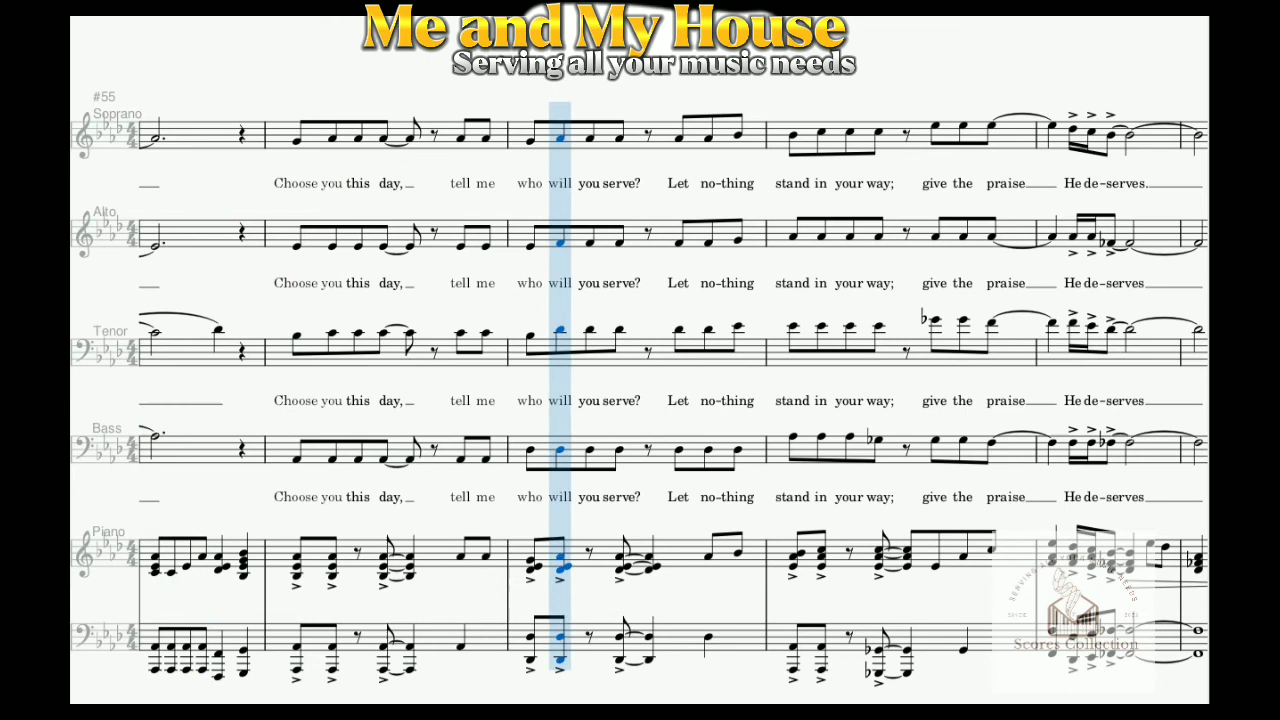 Me and My House
Serving all your music needs
#55
Soprano
Choose you this day, tell me who will you serve? Let no-thing stand in your way; give the praise He de-serves.
Alto
Choose you this day, tell me who will you serve? Let no-thing stand in your way; give the praise He de-serves
Tenor
Choose you this day, tell me who will you serve? Let no-thing stand in your way; give the praise He de-serves
Bass
Choose you this day, tell me who will you serve? Let no-thing stand in your way; give the praise He de-serves
Piano
Scores Collection